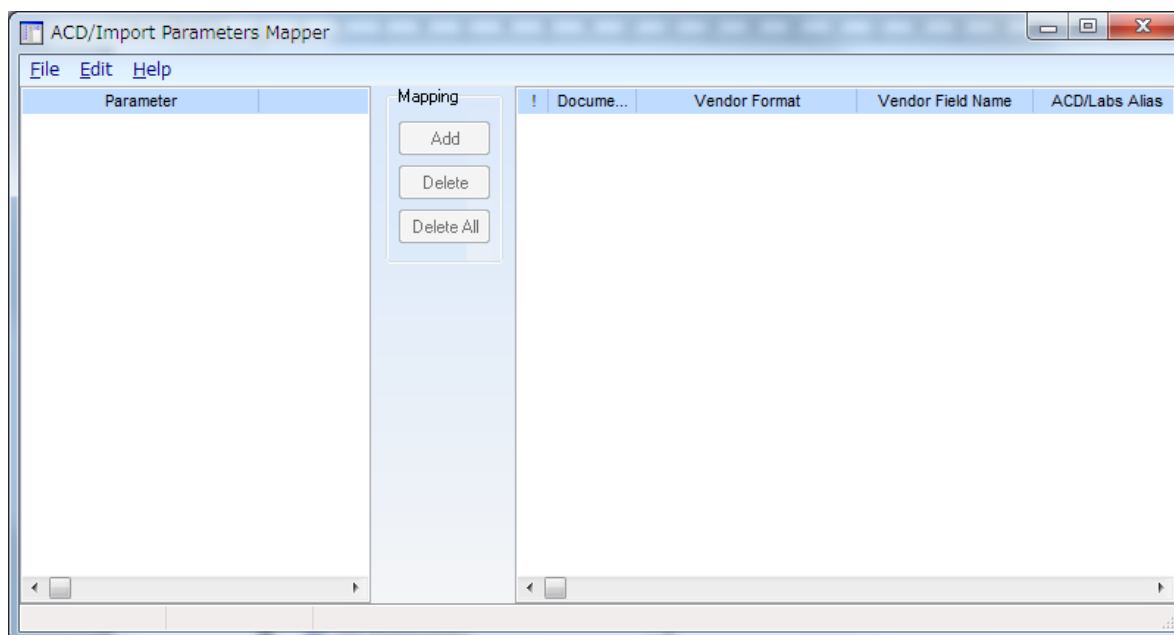 ACD/Import Parameters Mapper
File Edit Help
Parameter
Mapping
! Docume... Vendor Format Vendor Field Name ACD/Labs Alias
Add
Delete
Delete All